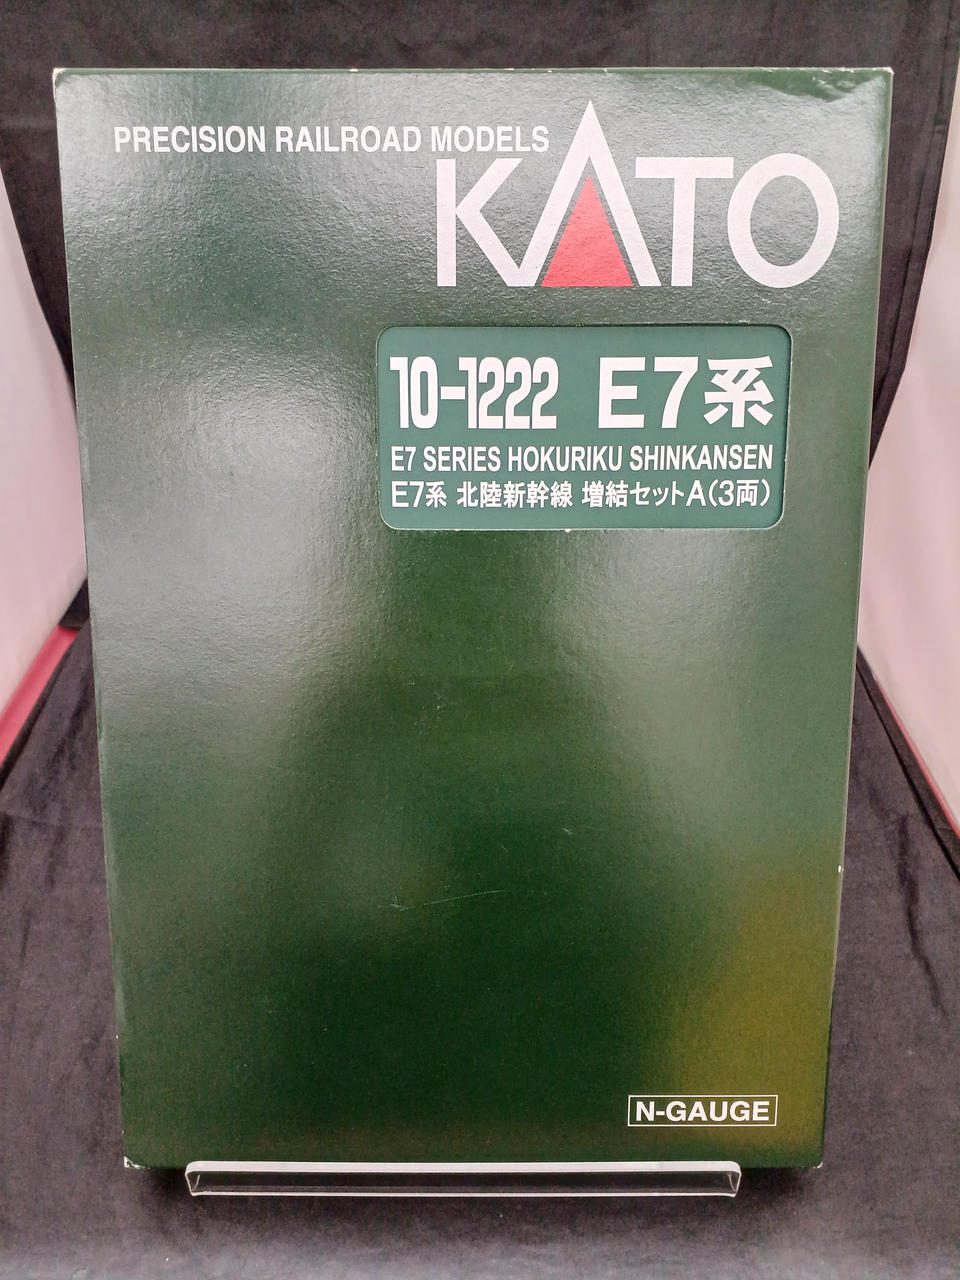 PRECISION RAILROAD MODELS
KATO
10-1222 E7系
E7 SERIES HOKURIKU SHINKANSEN
E7系 北陸新幹線 増結セットA(3両)
N-GAUGE